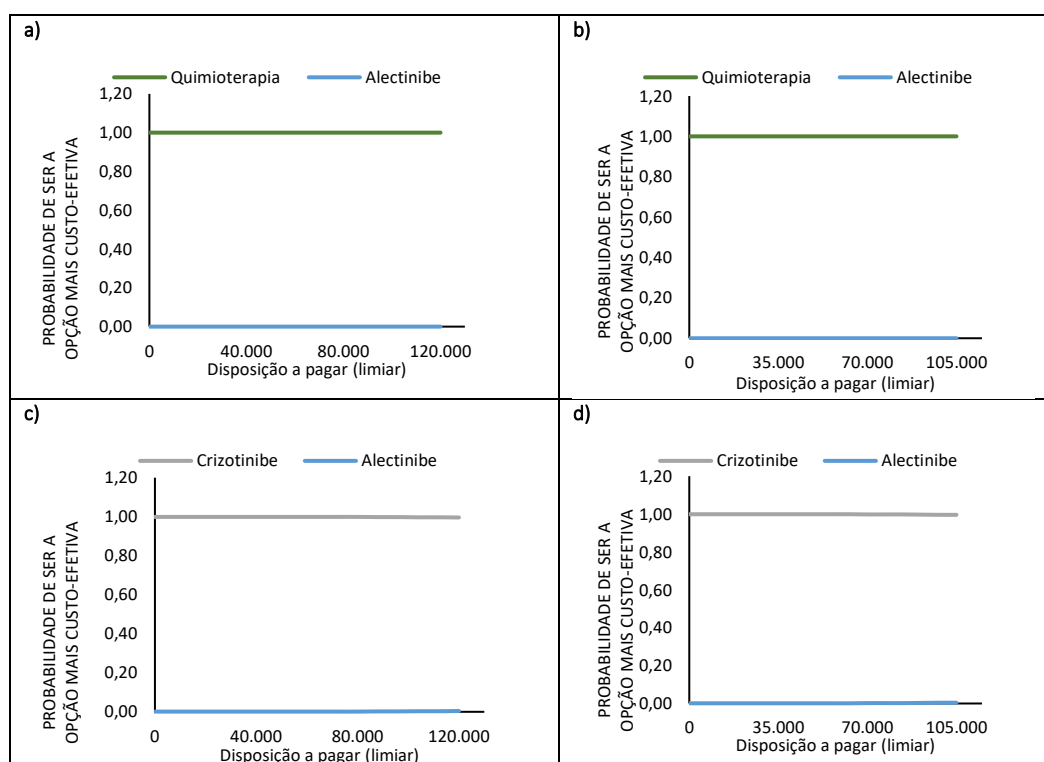 a)
Quimioterapia Alectinibe
PROBABILIDADE DE SER A
OPÇÃO MAIS CUSTO-EFETIVA
1,20
1,00
0,80
0,60
0,40
0,20
0,00
0 40.000 80.000 120.000
Disposição a pagar (limiar)
b)
Quimioterapia Alectinibe
PROBABILIDADE DE SER A
OPÇÃO MAIS CUSTO-EFETIVA
1,20
1,00
0,80
0,60
0,40
0,20
0,00
0 35.000 70.000 105.000
Disposição a pagar (limiar)
c)
Crizotinibe Alectinibe
PROBABILIDADE DE SER A
OPÇÃO MAIS CUSTO-EFETIVA
1,20
1,00
0,80
0,60
0,40
0,20
0,00
0 40.000 80.000 120.000
Disposição a pagar (limiar)
d)
Crizotinibe Alectinibe
PROBABILIDADE DE SER A
OPÇÃO MAIS CUSTO-EFETIVA
1,20
1,00
0,80
0,60
0,40
0,20
0,00
0 35.000 70.000 105.000
Disposição a pagar (limiar)